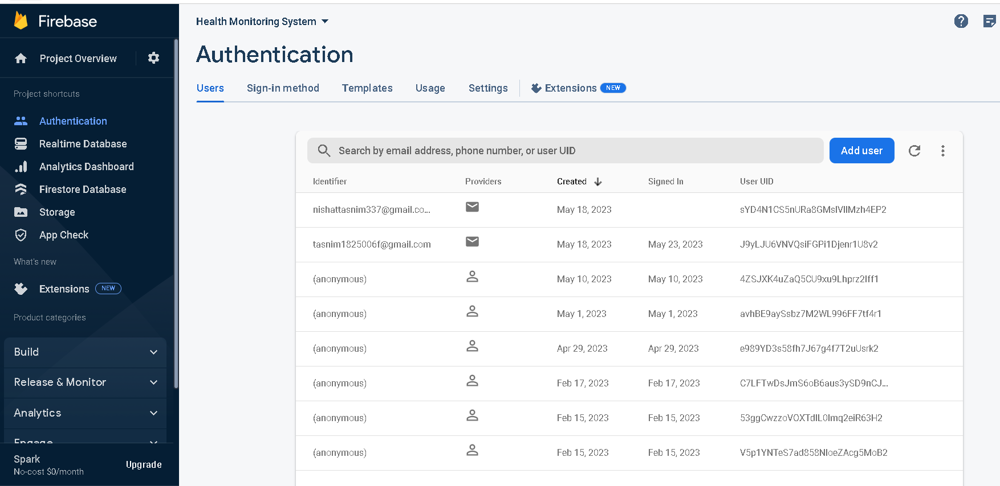 Firebase
Health Monitoring System
Project Overview
Authentication
Users Sign-in method Templates Usage Settings Extensions NEW
Project shortcuts
Authentication
Realtime Database
Analytics Dashboard
Firestore Database
Storage
App Check
What's new
Extensions NEW
Product categories
Build
Release & Monitor
Analytics
Engage
Spark
No-cost $0/month
Upgrade
Search by email address, phone number, or user UID
Add user
Identifier Providers Created Signed In User UID
nishattasnim337@gmail.co... May 18, 2023 sYD4N1CS5nURa8GMsIVIlMzh4EP2
tasnim1825006f@gmail.com May 18, 2023 May 23, 2023 J9yLJU6VNVQsiFGPi1Djenr1U8v2
(anonymous) May 10, 2023 May 10, 2023 4ZSJXK4uZaQ5CU9xu9Lhprz2Iff1
(anonymous) May 1, 2023 May 1, 2023 avhBE9aySsbz7M2WL996FF7tf4r1
(anonymous) Apr 29, 2023 Apr 29, 2023 e989YD3s58fh7J67g4f7T2uUsrk2
(anonymous) Feb 17, 2023 Feb 17, 2023 C7LFTwDsJmS6oB6aus3ySD9nCJ...
(anonymous) Feb 15, 2023 Feb 15, 2023 53ggCwzzoVOXTdlL0Imq2eiR63H2
(anonymous) Feb 15, 2023 Feb 15, 2023 V5p1YNTeS7ad858NloeZAcg5MoB2